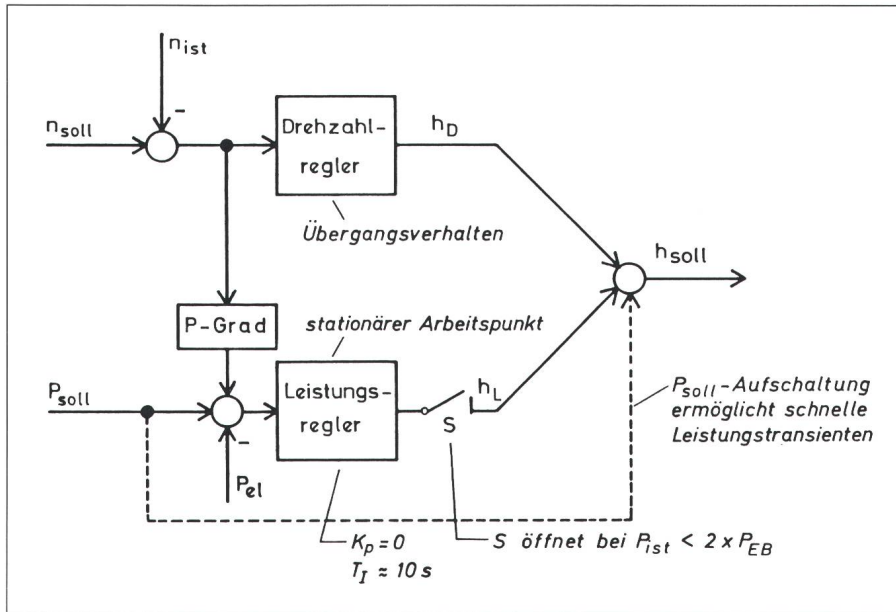 n_ist
-
n_soll
Drehzahl-
regler
h_D
Übergangsverhalten
h_soll
P-Grad
stationärer Arbeitspunkt
P_soll
Leistungs-
regler
h_L
S
-
P_el
P_soll-Aufschaltung
ermöglicht schnelle
Leistungstransienten
K_p=0
T_I≈10s
S öffnet bei P_ist < 2 x P_EB